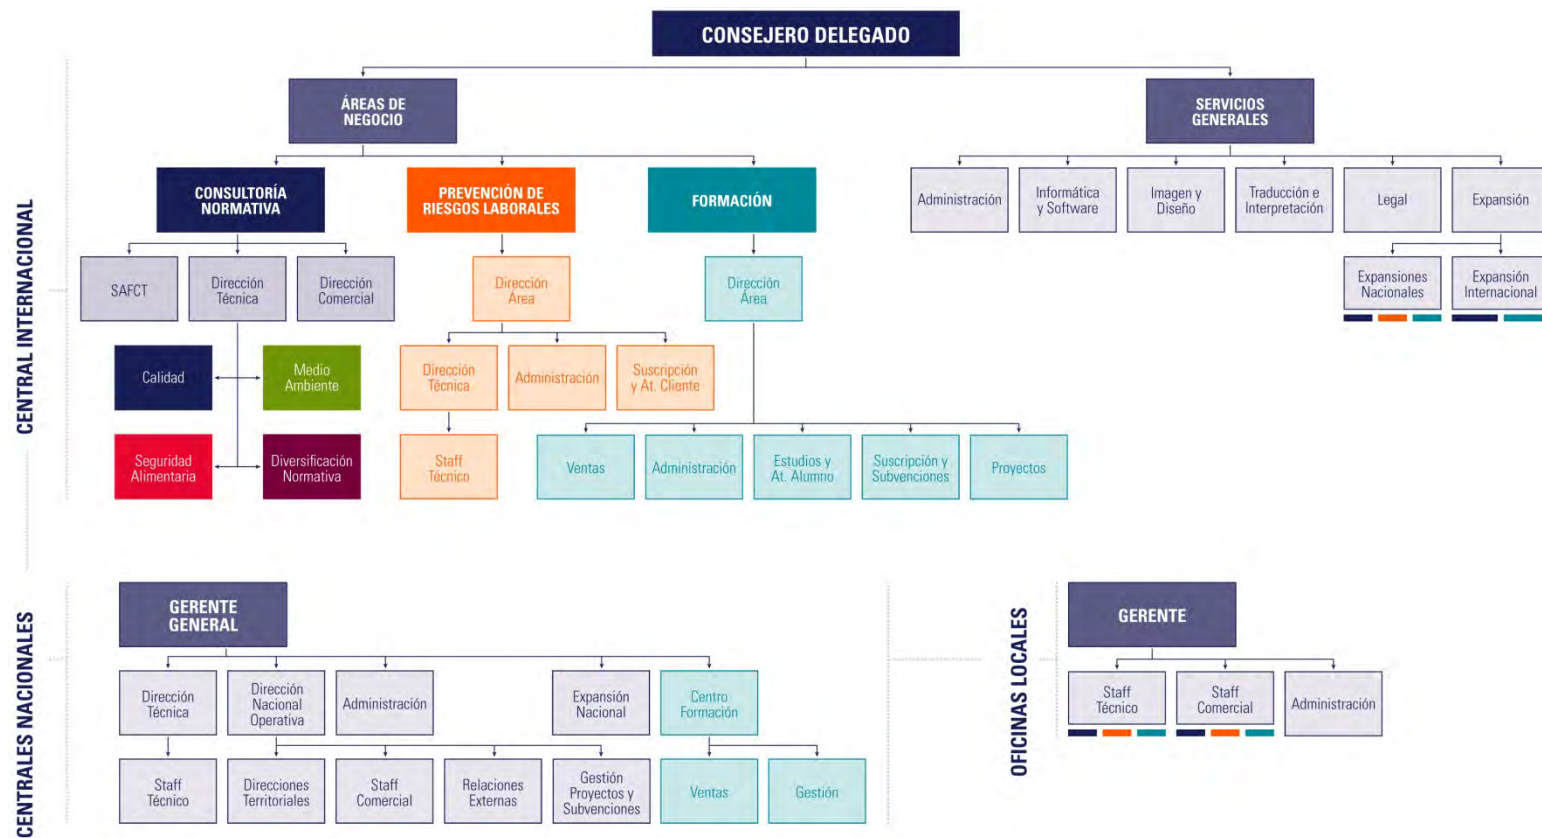 CONSEJERO DELEGADO
ÁREAS DE
NEGOCIO
SERVICIOS
GENERALES
CENTRAL INTERNACIONAL
CONSULTORÍA
NORMATIVA
PREVENCIÓN DE
RIESGOS LABORALES
FORMACIÓN
Administración
Informática
y Software
Imagen y
Diseño
Traducción e
Interpretación
Legal
Expansión
SAFCT
Dirección
Técnica
Dirección
Comercial
Dirección
Área
Dirección
Área
Expansiones
Nacionales
Expansión
Internacional
Calidad
Medio
Ambiente
Dirección
Técnica
Administración
Suscripción
y At. Cliente
Seguridad
Alimentaria
Diversificación
Normativa
Staff
Técnico
Ventas
Administración
Estudios y
At. Alumno
Suscripción y
Subvenciones
Proyectos
CENTRALES NACIONALES
GERENTE
GENERAL
Dirección
Técnica
Dirección
Nacional
Operativa
Administración
Expansión
Nacional
Centro
Formación
Staff
Técnico
Direcciones
Territoriales
Staff
Comercial
Relaciones
Externas
Gestión
Proyectos y
Subvenciones
Ventas
Gestión
OFICINAS LOCALES
GERENTE
Staff
Técnico
Staff
Comercial
Administración